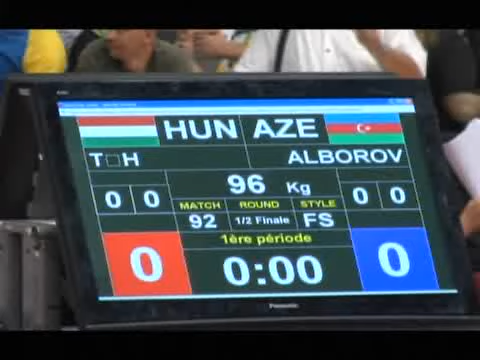 HUN AZE
T□H ALBOROV
0 0 96 Kg 0 0
MATCH ROUND STYLE
92 1/2 Finale FS
1ère période
0 0:00 0
Panasonic